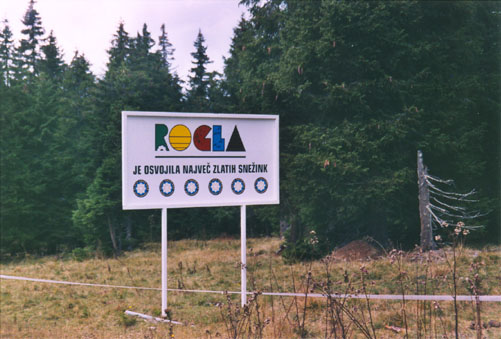 ROGLA
JE OSVOJILA NAJVEČ ZLATIH SNEŽINK